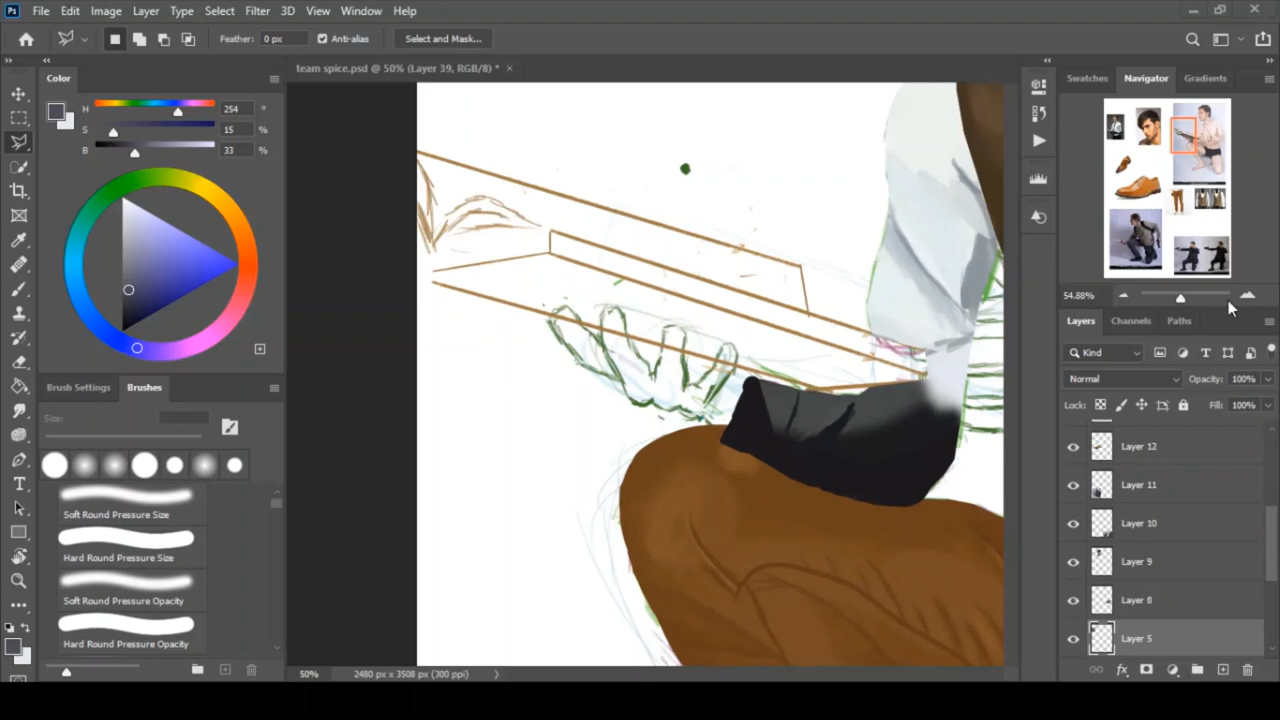 Ps File Edit Image Layer Type Select Filter 3D View Window Help
Feather: 0 px Anti-alias Select and Mask...
Color
team spice.psd @ 50% (Layer 39, RGB/8) * ×
Swatches Navigator Gradients
H 254 °
S 15 %
B 33 %
54.88%
Layers Channels Paths
Kind
Normal Opacity: 100%
Lock: Fill: 100%
Brush Settings Brushes
Size:
Soft Round Pressure Size
Hard Round Pressure Size
Soft Round Pressure Opacity
Hard Round Pressure Opacity
Layer 12
Layer 11
Layer 10
Layer 9
Layer 8
Layer 5
50% 2480 px x 3508 px (300 ppi)